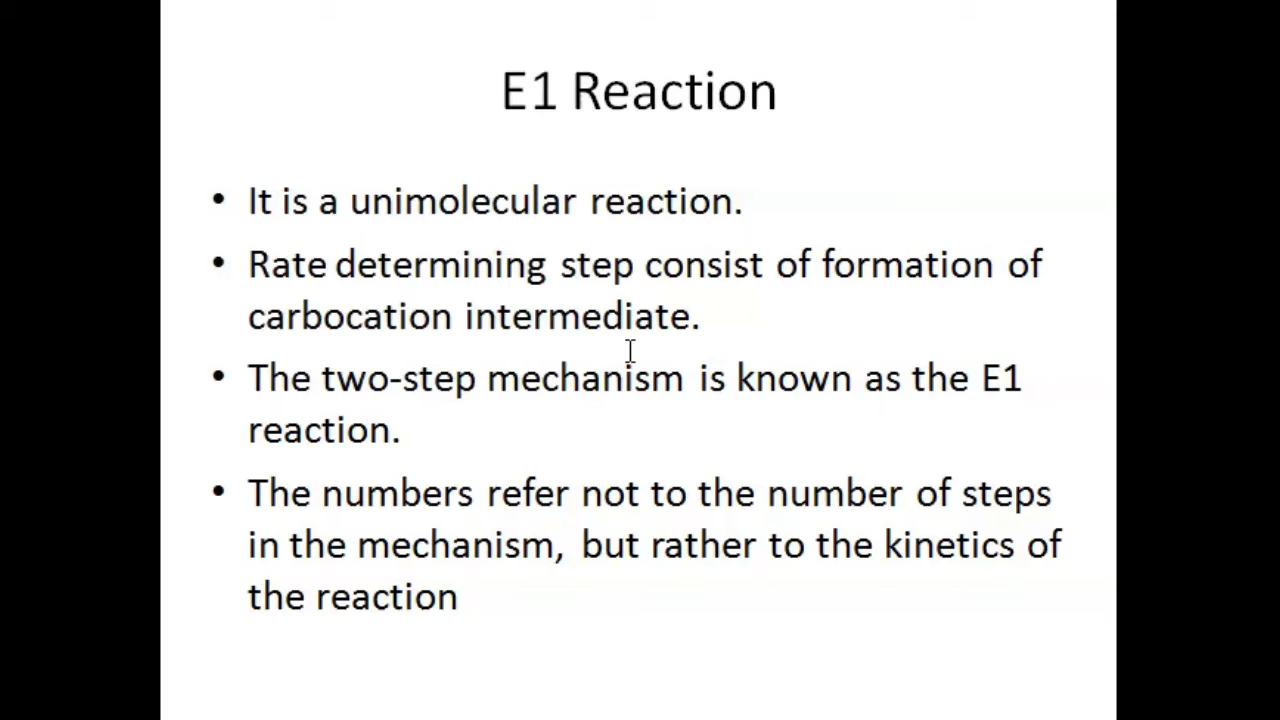 E1 Reaction
• It is a unimolecular reaction.
• Rate determining step consist of formation of
carbocation intermediate.
• The two-step mechanism is known as the E1
reaction.
• The numbers refer not to the number of steps
in the mechanism, but rather to the kinetics of
the reaction